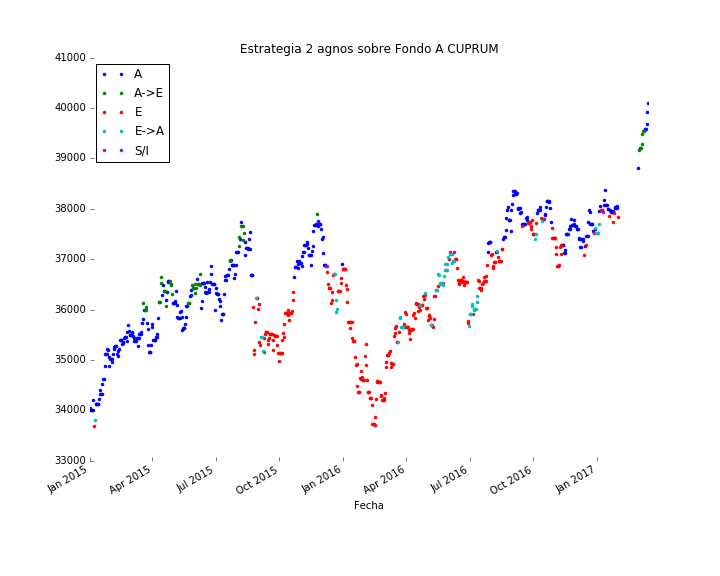 Estrategia 2 agnos sobre Fondo A CUPRUM
41000
40000
39000
38000
37000
36000
35000
34000
33000
A
A->E
E
E->A
S/I
Jan 2015
Apr 2015
Jul 2015
Oct 2015
Jan 2016
Apr 2016
Jul 2016
Oct 2016
Jan 2017
Fecha